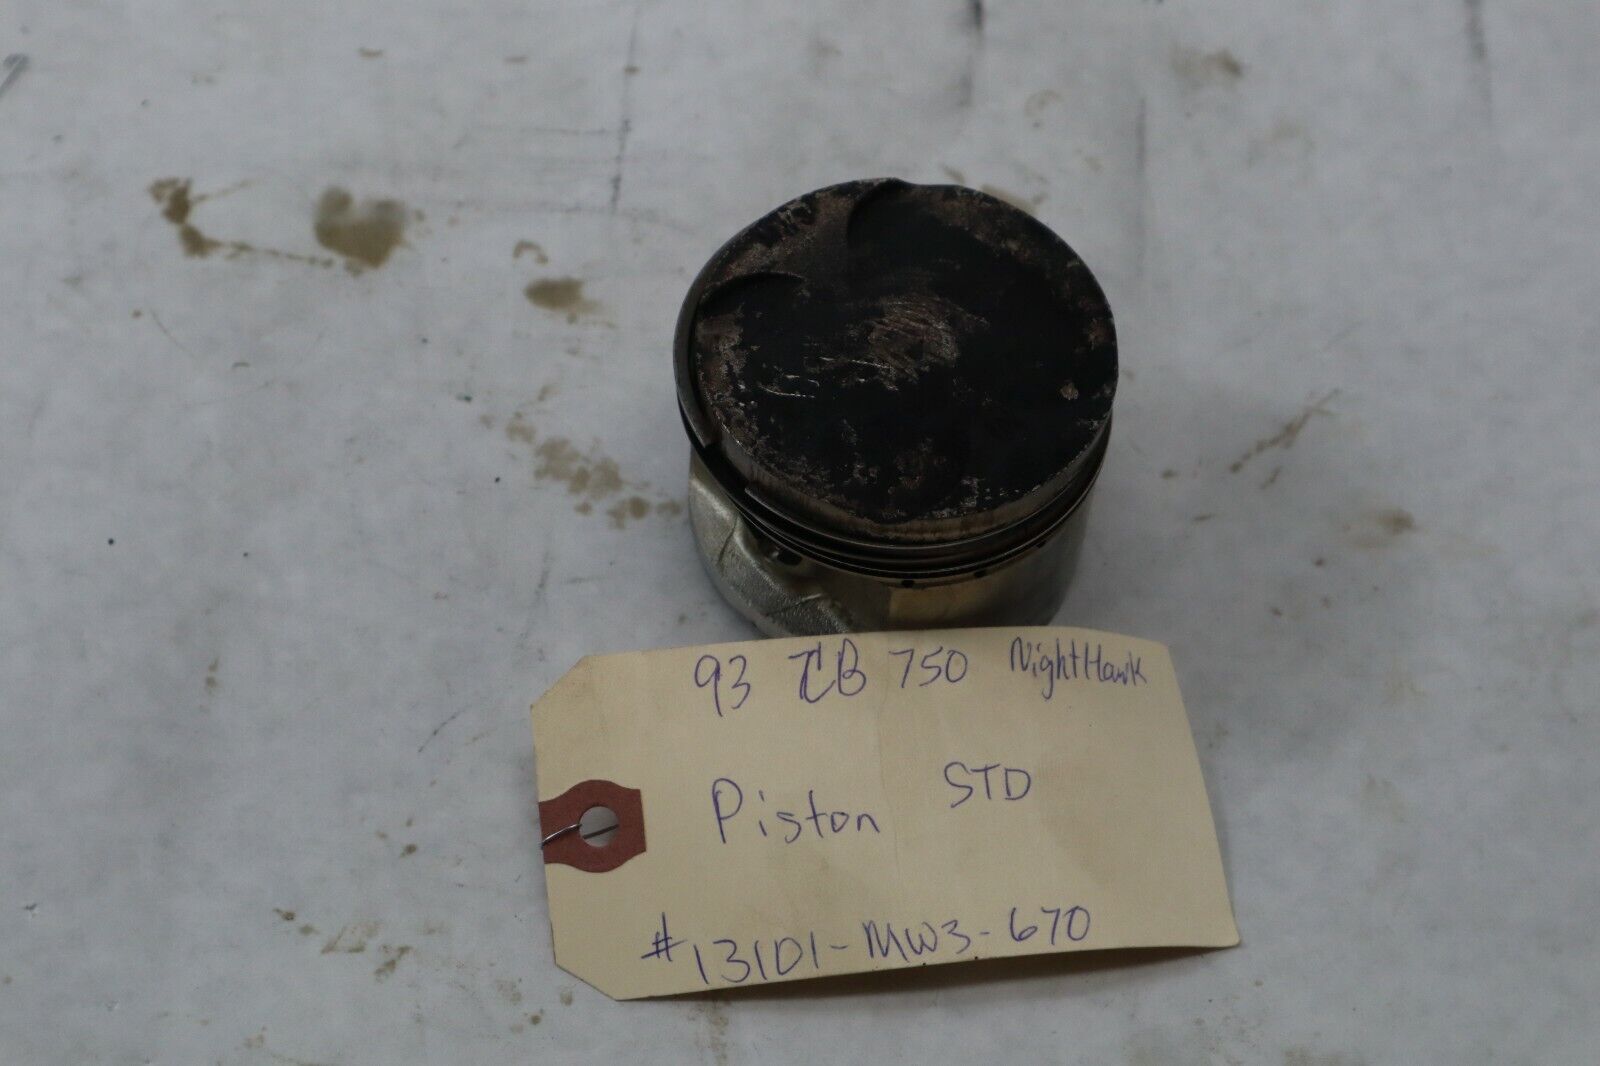 93 CB 750 NightHawk
Piston STD
#13101-MW3-670